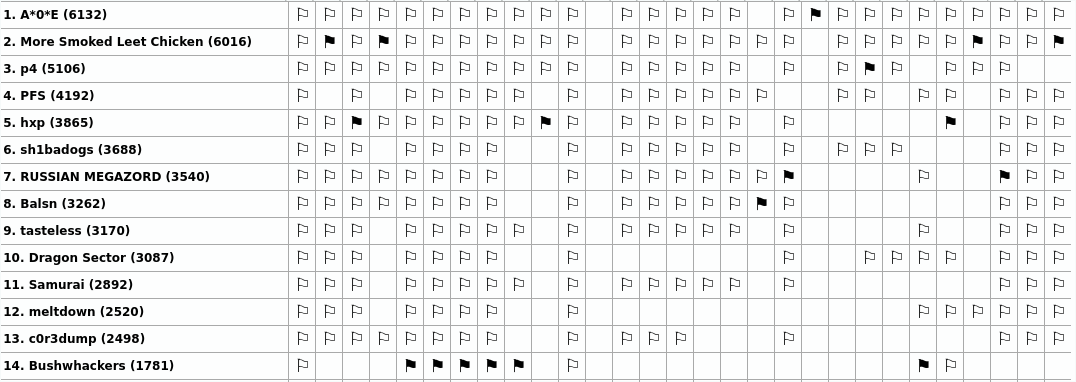 1. A*0*E (6132)
2. More Smoked Leet Chicken (6016)
3. p4 (5106)
4. PFS (4192)
5. hxp (3865)
6. sh1badogs (3688)
7. RUSSIAN MEGAZORD (3540)
8. Balsn (3262)
9. tasteless (3170)
10. Dragon Sector (3087)
11. Samurai (2892)
12. meltdown (2520)
13. c0r3dump (2498)
14. Bushwhackers (1781)